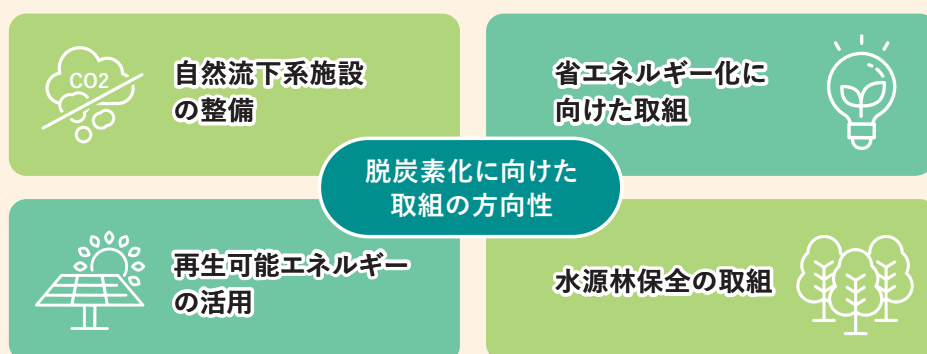 CO2
自然流下系施設
の整備
省エネルギー化に
向けた取組
脱炭素化に向けた
取組の方向性
再生可能エネルギー
の活用
水源林保全の取組